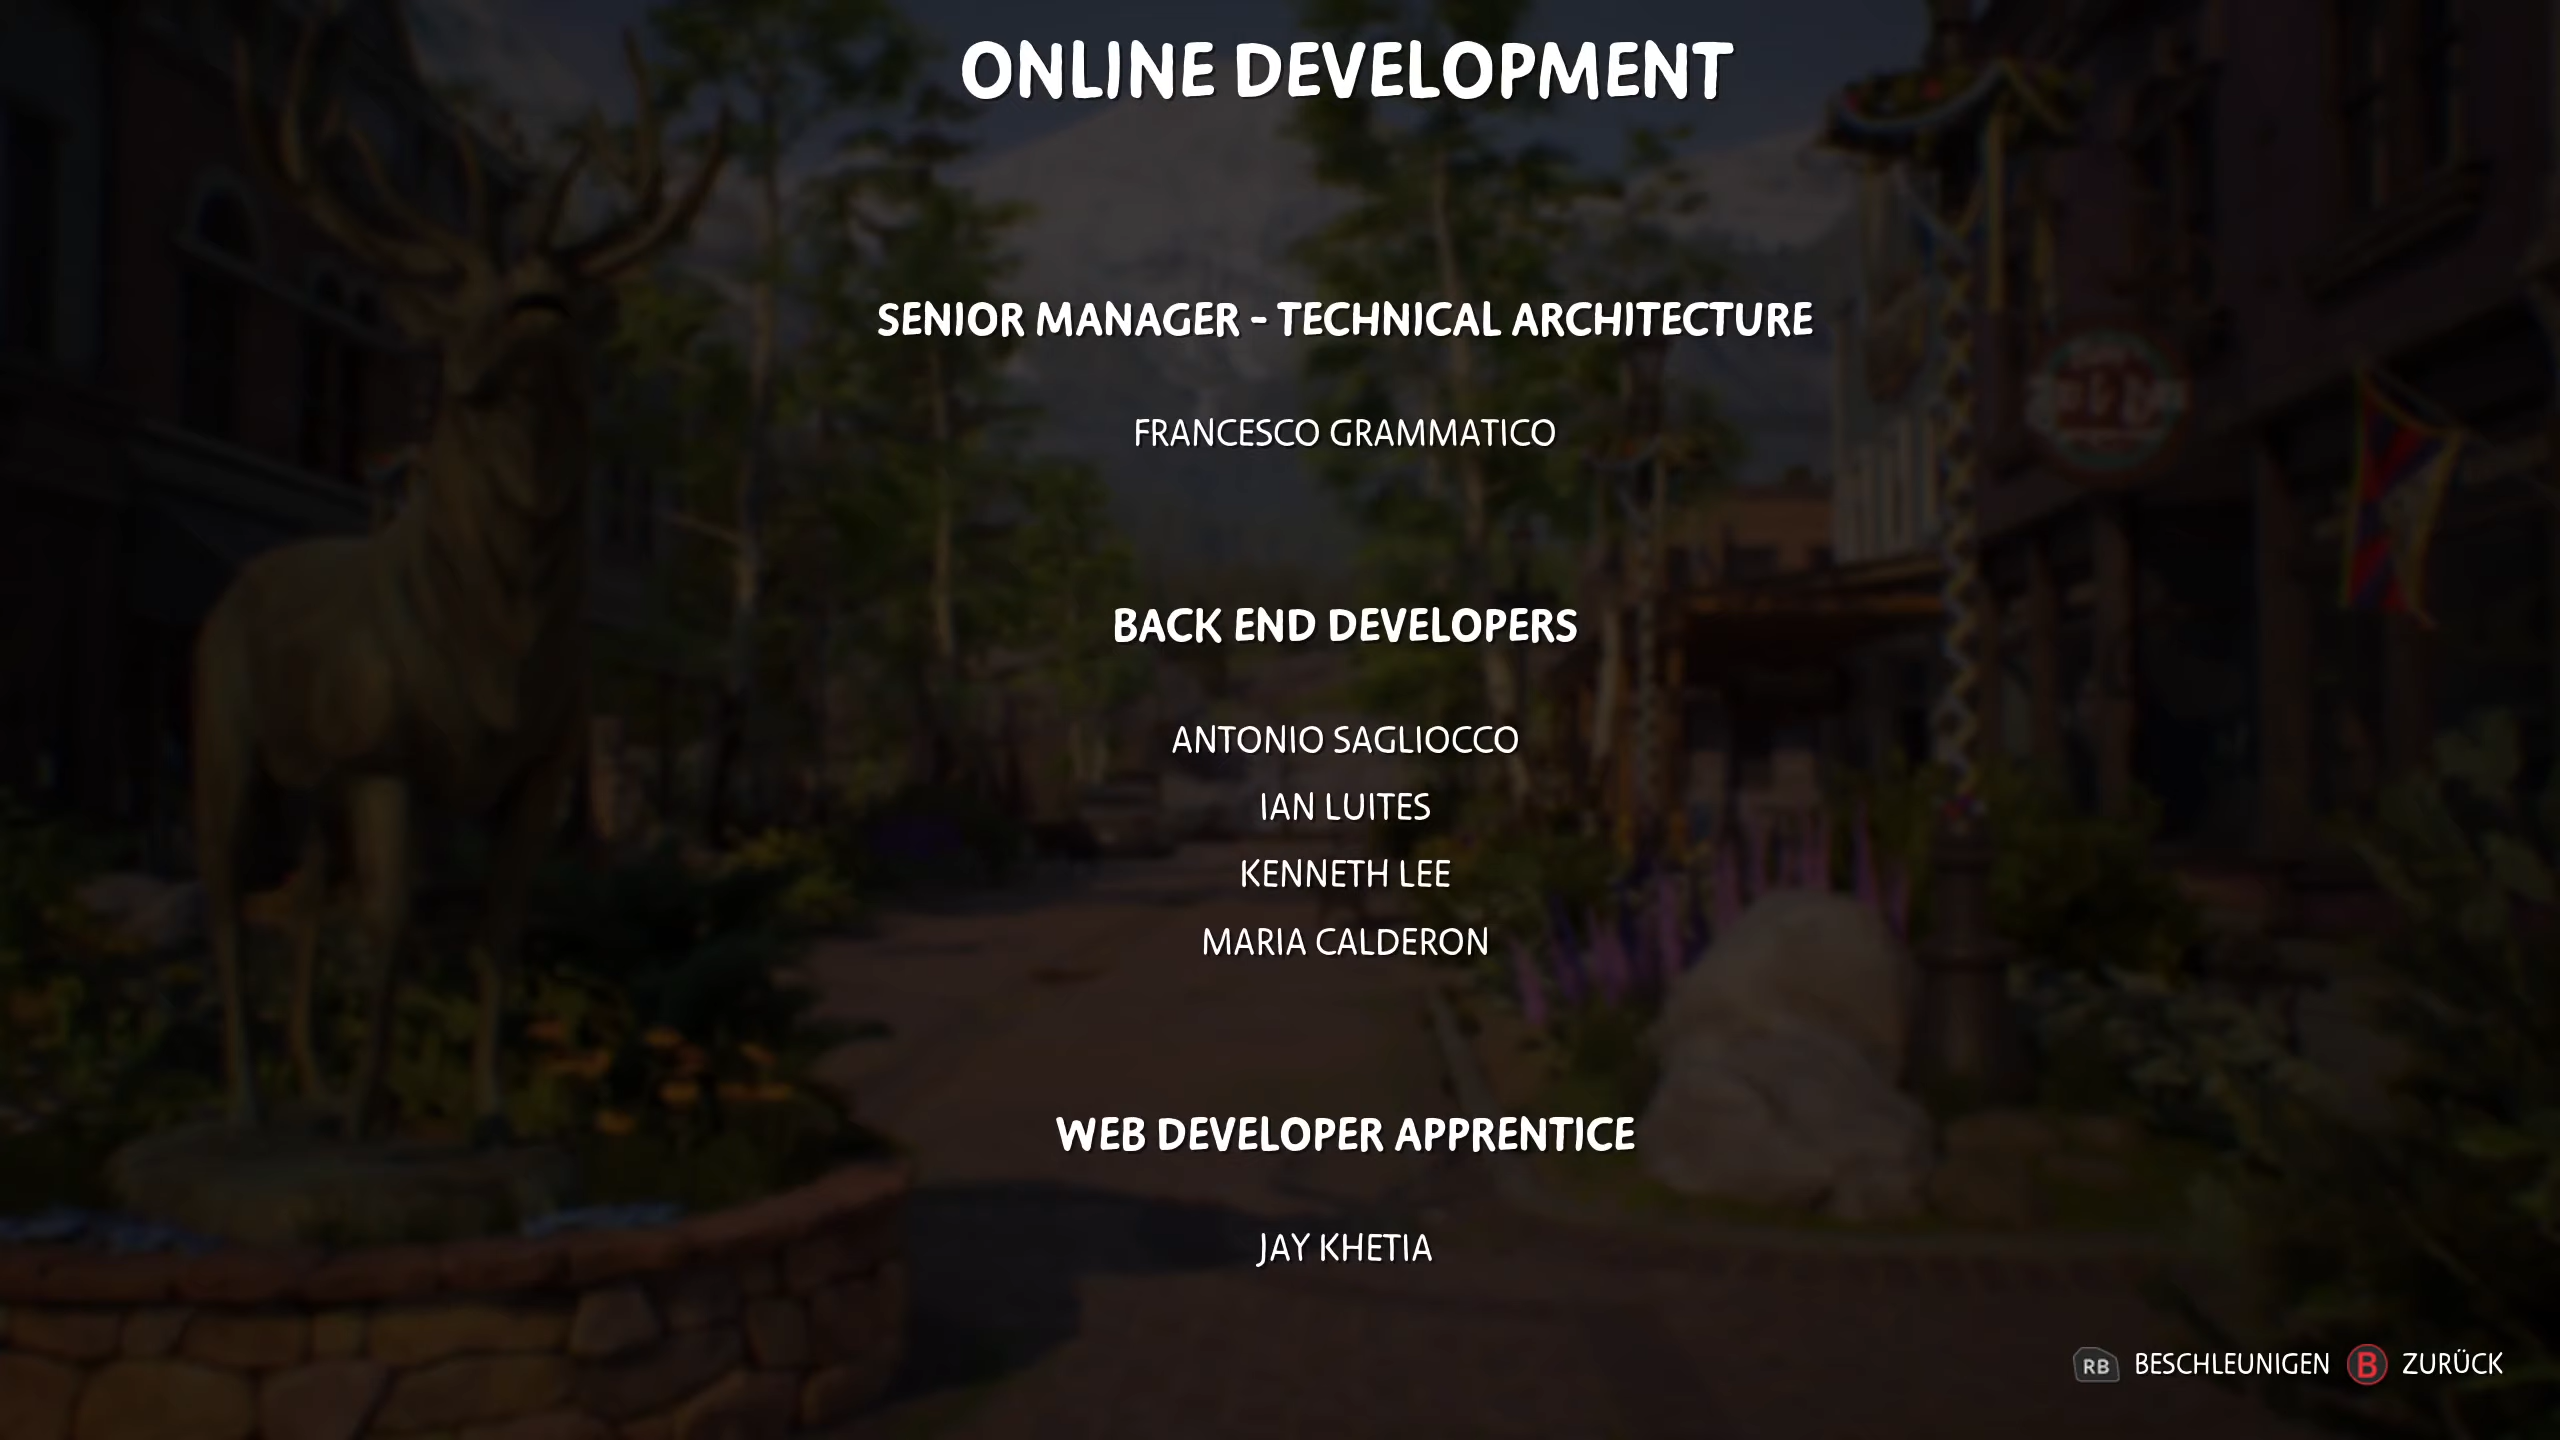 ONLINE DEVELOPMENT
SENIOR MANAGER - TECHNICAL ARCHITECTURE
FRANCESCO GRAMMATICO
BACK END DEVELOPERS
ANTONIO SAGLIOCCO
IAN LUITES
KENNETH LEE
MARIA CALDERON
WEB DEVELOPER APPRENTICE
JAY KHETIA
RB BESCHLEUNIGEN B ZURÜCK